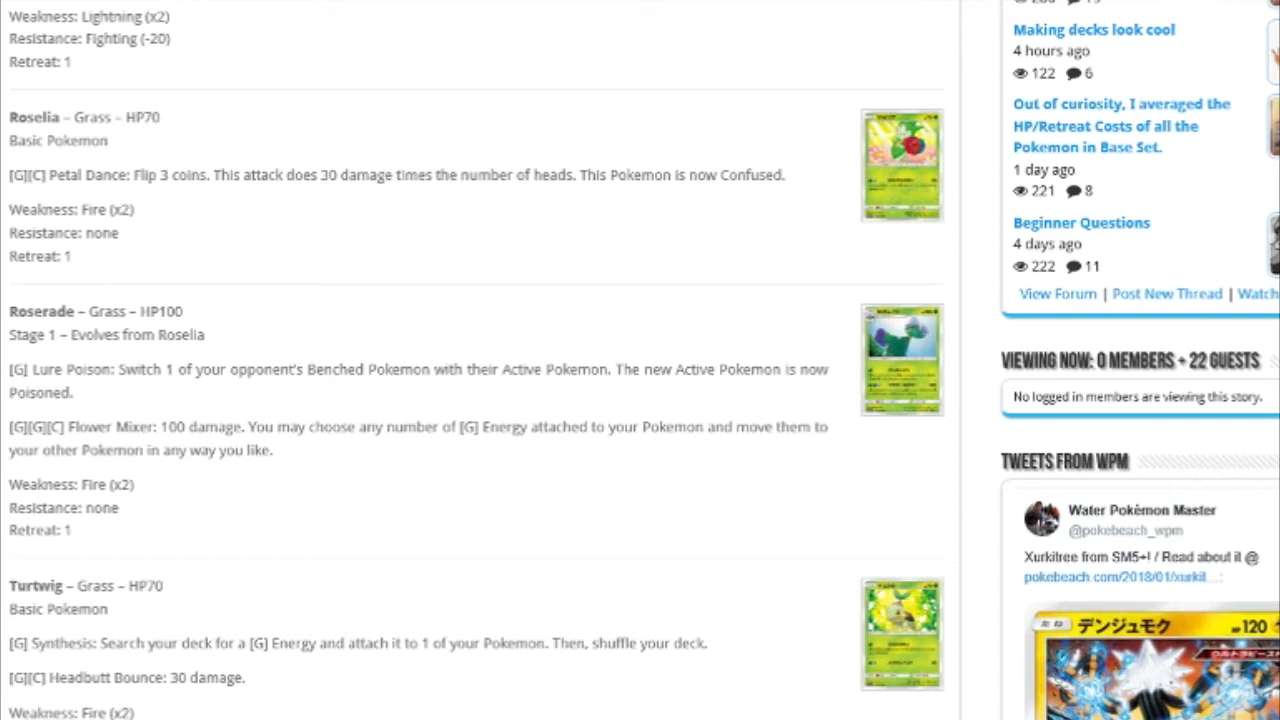 Weakness: Lightning (x2)
Resistance: Fighting (-20)
Retreat: 1
Roselia – Grass – HP70
Basic Pokemon
[G][C] Petal Dance: Flip 3 coins. This attack does 30 damage times the number of heads. This Pokemon is now Confused.
Weakness: Fire (x2)
Resistance: none
Retreat: 1
Roserade – Grass – HP100
Stage 1 – Evolves from Roselia
[G] Lure Poison: Switch 1 of your opponent's Benched Pokemon with their Active Pokemon. The new Active Pokemon is now
Poisoned.
[G][G][C] Flower Mixer: 100 damage. You may choose any number of [G] Energy attached to your Pokemon and move them to
your other Pokemon in any way you like.
Weakness: Fire (x2)
Resistance: none
Retreat: 1
Turtwig – Grass – HP70
Basic Pokemon
[G] Synthesis: Search your deck for a [G] Energy and attach it to 1 of your Pokemon. Then, shuffle your deck.
[G][C] Headbutt Bounce: 30 damage.
Weakness: Fire (x2)
Making decks look cool
4 hours ago
122 6
Out of curiosity, I averaged the
HP/Retreat Costs of all the
Pokemon in Base Set.
1 day ago
221 8
Beginner Questions
4 days ago
222 11
View Forum | Post New Thread | Watch
VIEWING NOW: 0 MEMBERS + 22 GUESTS
No logged in members are viewing this story.
TWEETS FROM WPM
Water Pokémon Master
@pokebeach_wpm
Xurkitree from SM5+! / Read about it @
pokebeach.com/2018/01/xurkit…
たね デンジュモク HP120
ウルトラビースト